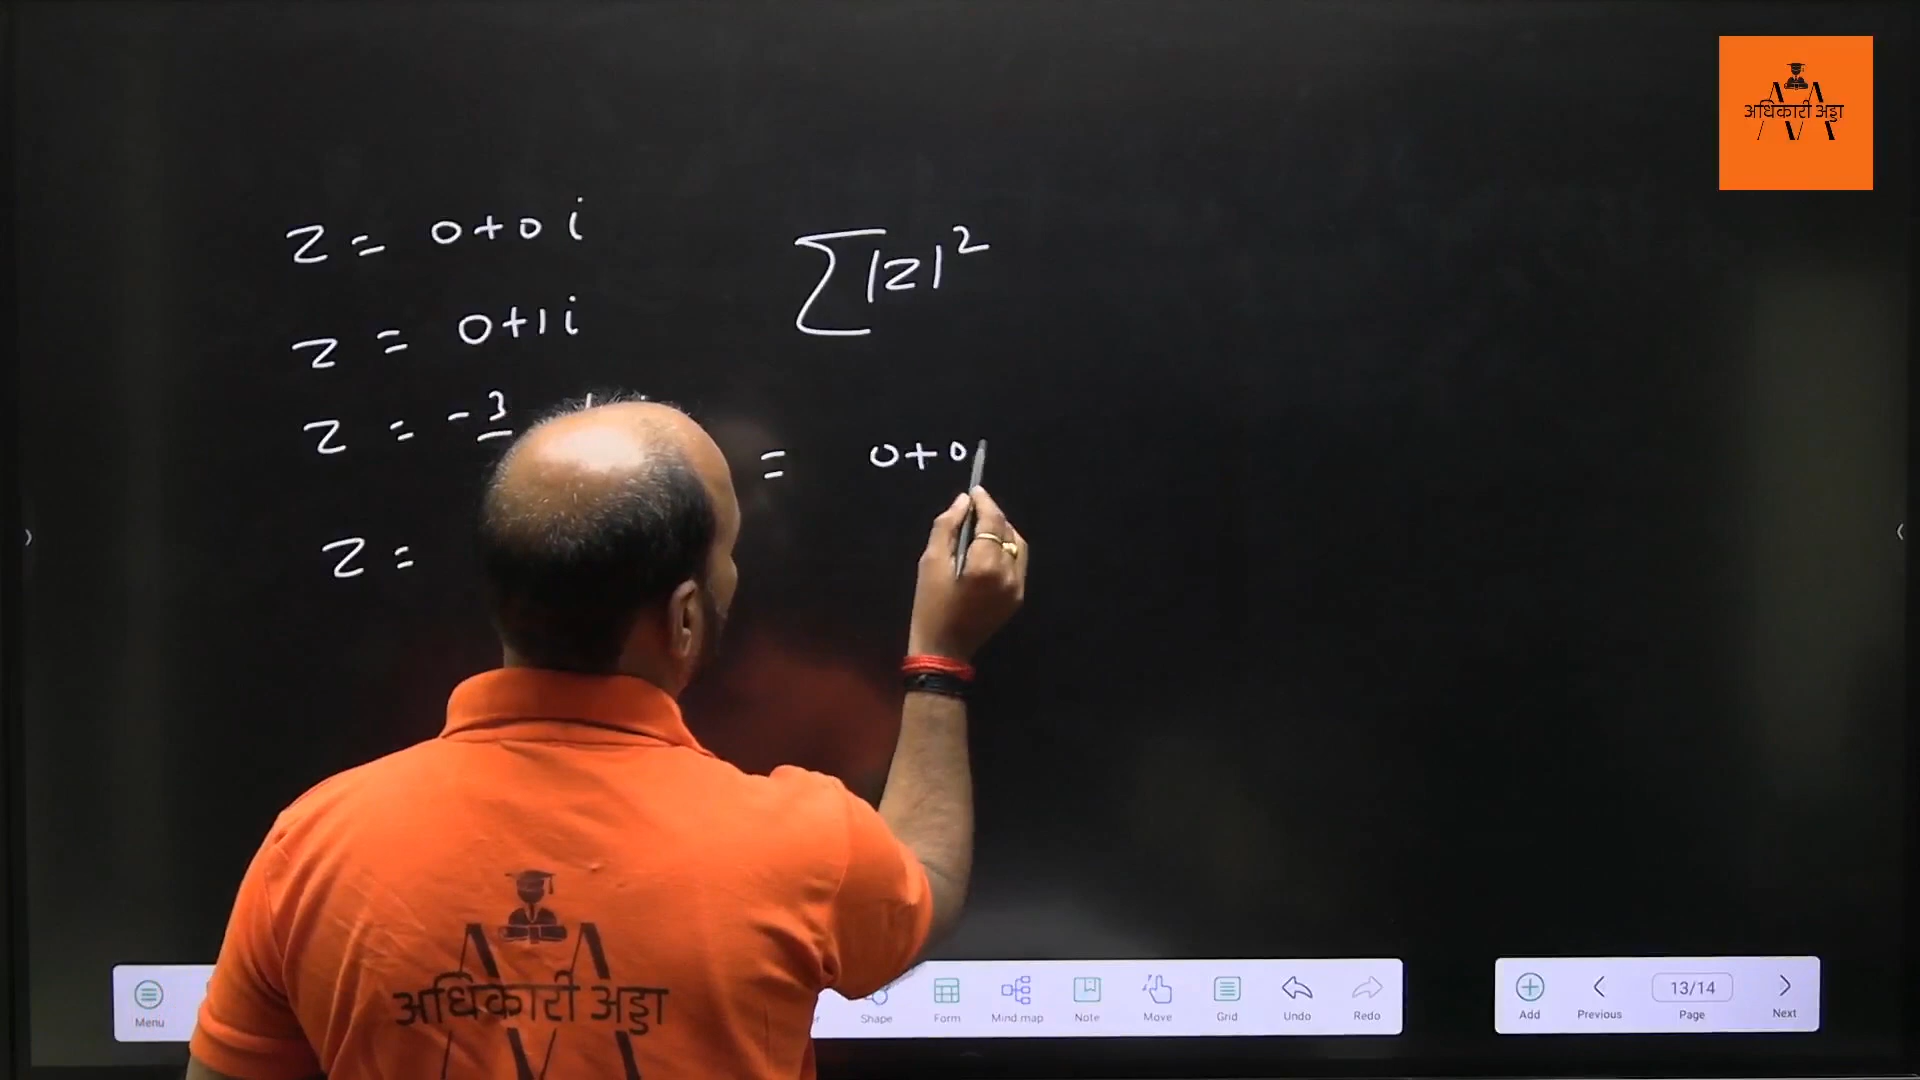 अधिकारी अड्डा
z = 0+0i
z = 0+1i
z = -3
z =
∑|z|²
= 0+0
अधिकारी अड्डा
Menu
Shape
Form
Mind map
Note
Move
Grid
Undo
Redo
Add
Previous
13/14
Page
Next